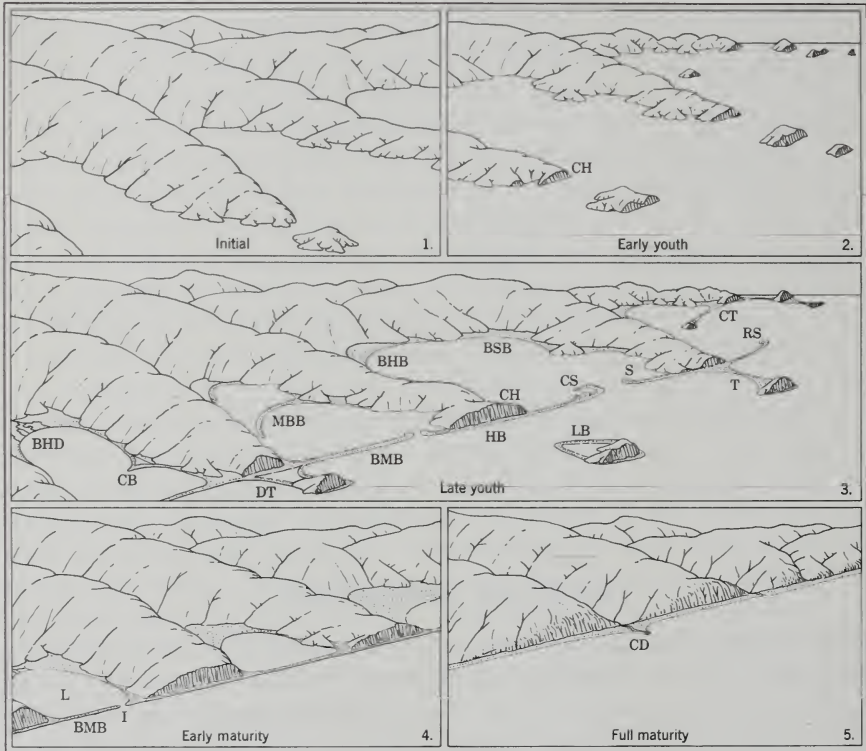 Initial
1.
CH
Early youth
2.
CT
RS
BHB
BSB
CS
S
CH
T
MBB
HB
LB
BHD
BMB
CB
DT
Late youth
3.
L
I
BMB
Early maturity
4.
CD
Full maturity
5.